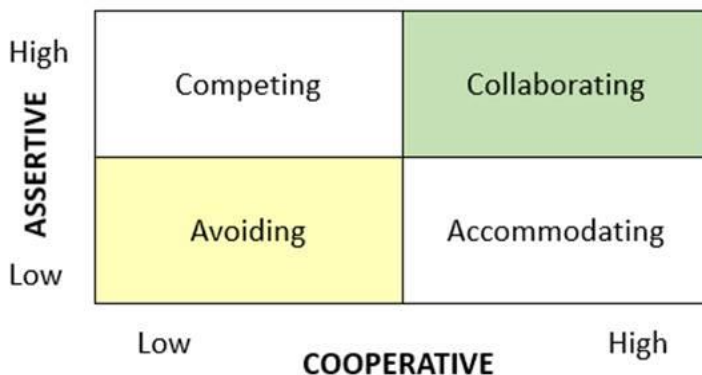 High
Competing
Collaborating
ASSERTIVE
Avoiding
Accommodating
Low
Low
High
COOPERATIVE